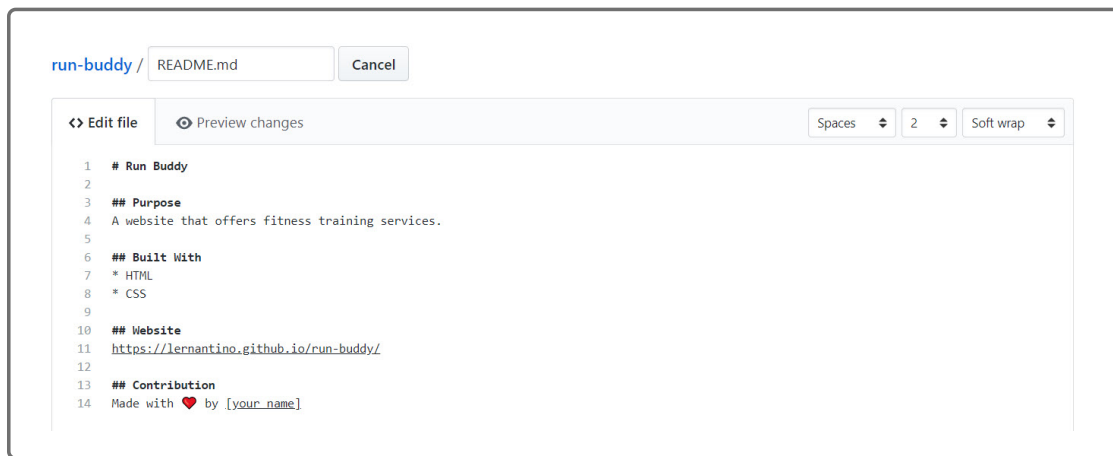 run-buddy / README.md Cancel
<> Edit file Preview changes Spaces 2 Soft wrap
1 # Run Buddy
2
3 ## Purpose
4 A website that offers fitness training services.
5
6 ## Built With
7 * HTML
8 * CSS
9
10 ## Website
11 https://lernantino.github.io/run-buddy/
12
13 ## Contribution
14 Made with ❤️ by [your name]